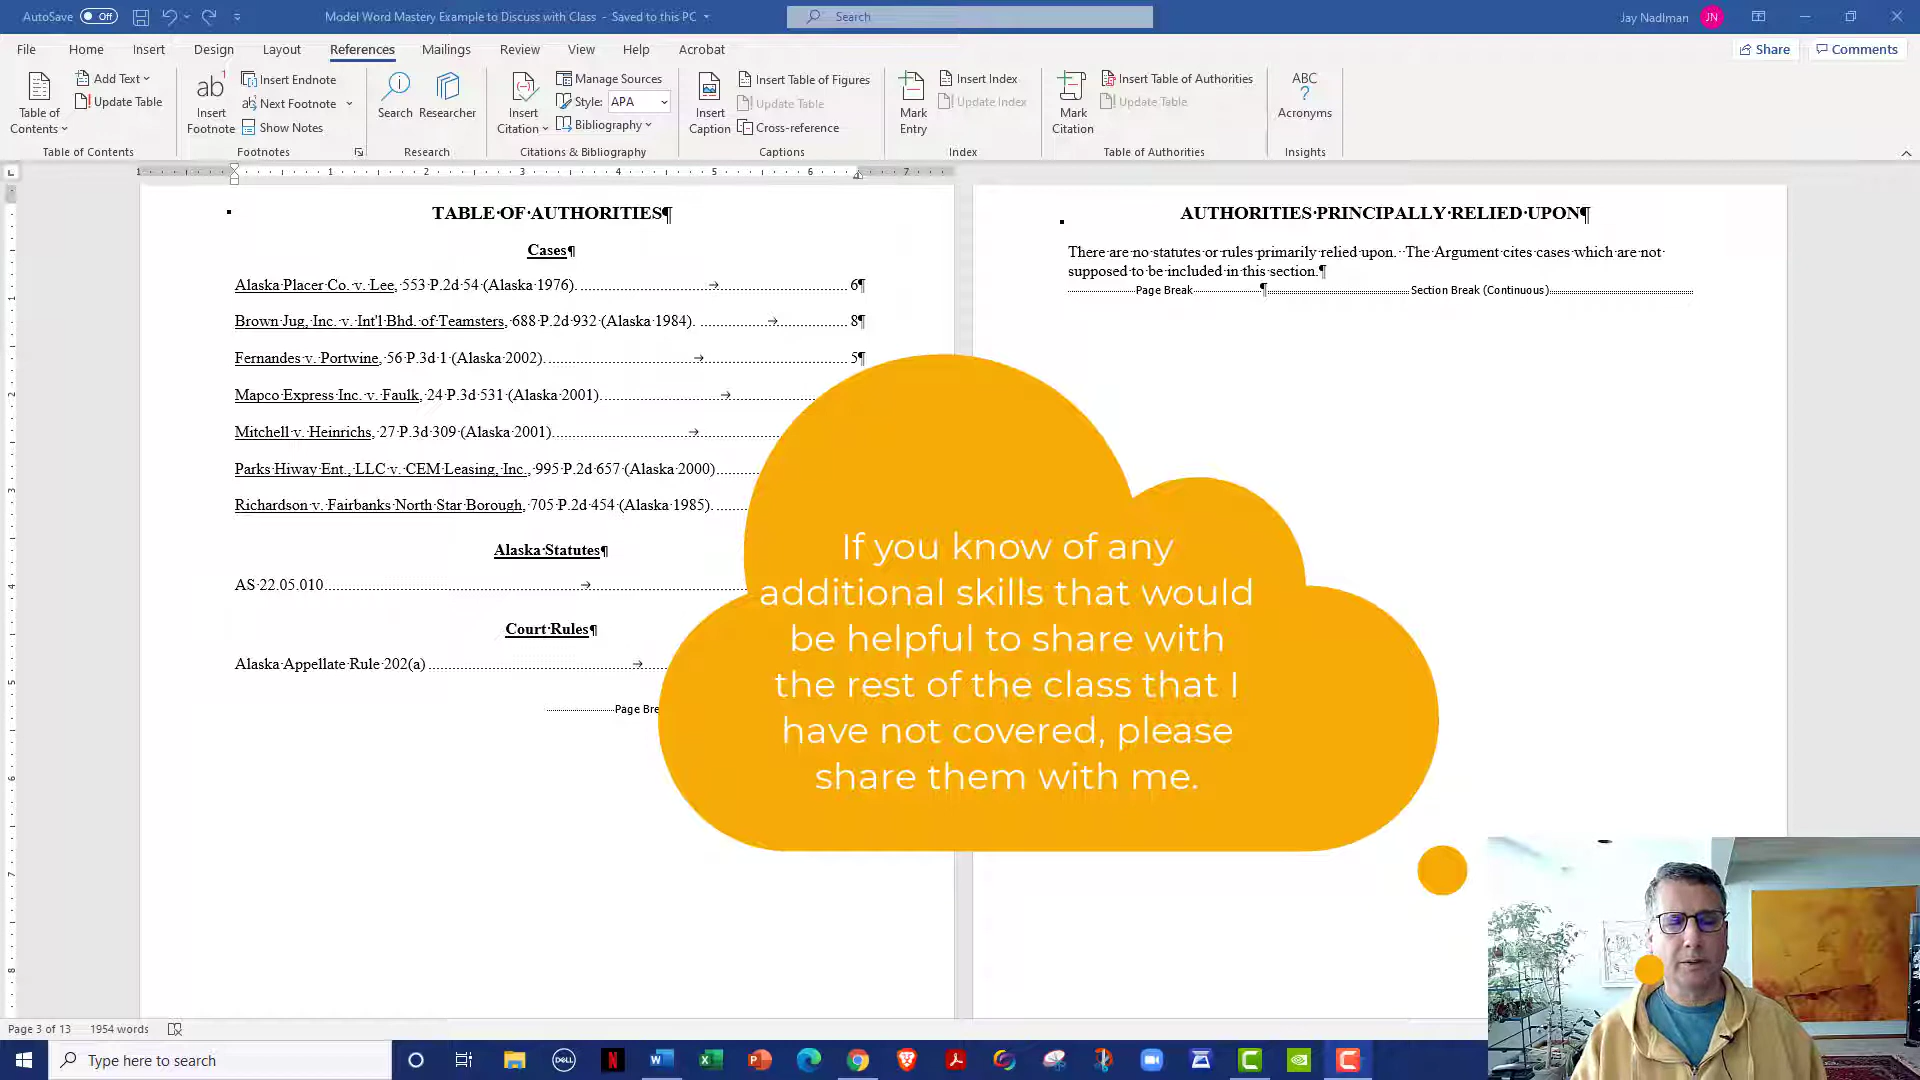 AutoSave Off
Model Word Mastery Example to Discuss with Class - Saved to this PC
Search
Jay Nadlman JN
File Home Insert Design Layout References Mailings Review View Help Acrobat
Share Comments
Table of Contents
Add Text
Update Table
Table of Contents
ab Insert Footnote
Insert Endnote
Next Footnote
Show Notes
Footnotes
Search
Researcher
Research
Insert Citation
Manage Sources
Style: APA
Bibliography
Citations & Bibliography
Insert Caption
Insert Table of Figures
Update Table
Cross-reference
Captions
Mark Entry
Insert Index
Update Index
Index
Mark Citation
Insert Table of Authorities
Update Table
Table of Authorities
ABC
?
Acronyms
Insights
1 1 2 3 4 5 6 7
TABLE·OF·AUTHORITIES¶
Cases¶
Alaska·Placer·Co.·v.·Lee,·553·P.2d·54·(Alaska·1976). 6¶
Brown·Jug,·Inc.·v.·Int'l·Bhd.·of·Teamsters,·688·P.2d·932·(Alaska·1984). 8¶
Fernandes·v.·Portwine,·56·P.3d·1·(Alaska·2002). 5¶
Mapco·Express·Inc.·v.·Faulk,·24·P.3d·531·(Alaska·2001).
Mitchell·v.·Heinrichs,·27·P.3d·309·(Alaska·2001).
Parks·Hiway·Ent.,·LLC·v.·CEM·Leasing,·Inc.,·995·P.2d·657·(Alaska·2000)
Richardson·v.·Fairbanks·North·Star·Borough,·705·P.2d·454·(Alaska·1985).
Alaska·Statutes¶
AS·22.05.010
Court·Rules¶
Alaska·Appellate·Rule·202(a)
Page Bre
AUTHORITIES·PRINCIPALLY·RELIED·UPON¶
There·are·no·statutes·or·rules·primarily·relied·upon.··The·Argument·cites·cases·which·are·not·
supposed·to·be·included·in·this·section.¶
Page Break ¶ Section Break (Continuous)
If you know of any
additional skills that would
be helpful to share with
the rest of the class that I
have not covered, please
share them with me.
Page 3 of 13 1954 words
Type here to search
DELL